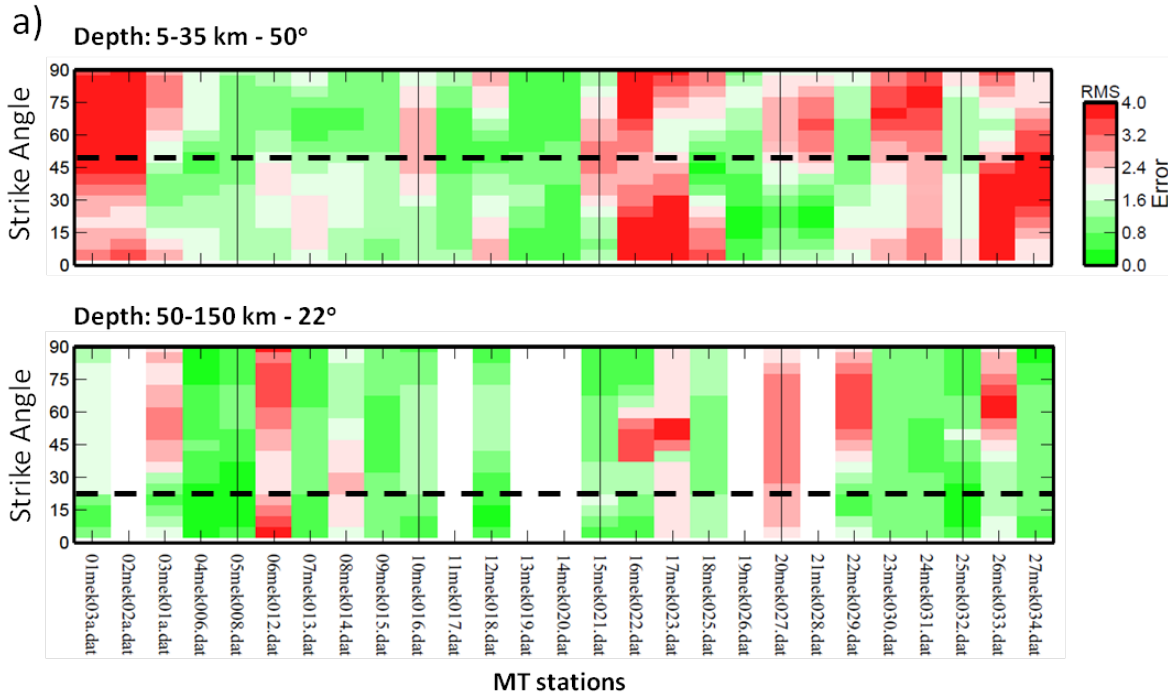 a)
Depth: 5-35 km - 50°
90
75
60
45
30
15
0
Strike Angle
RMS
4.0
3.2
2.4
1.6
0.8
0.0
Error
Depth: 50-150 km - 22°
90
75
60
45
30
15
0
Strike Angle
01mek03a.dat
02mek02a.dat
03mek01a.dat
04mek006.dat
05mek008.dat
06mek012.dat
07mek013.dat
08mek014.dat
09mek015.dat
10mek016.dat
11mek017.dat
12mek018.dat
13mek019.dat
14mek020.dat
15mek021.dat
16mek022.dat
17mek023.dat
18mek025.dat
19mek026.dat
20mek027.dat
21mek028.dat
22mek029.dat
23mek030.dat
24mek031.dat
25mek032.dat
26mek033.dat
27mek034.dat
MT stations